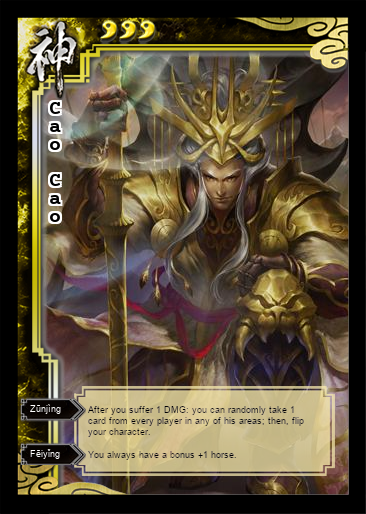 神
Cao Cao
Zūnjìng
After you suffer 1 DMG: you can randomly take 1
card from every player in any of his areas; then, flip
your character.
Fēiyǐng
You always have a bonus +1 horse.